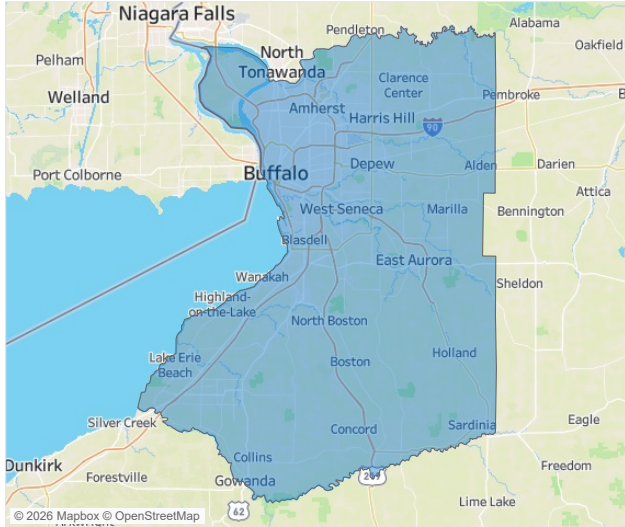 Niagara Falls
Alabama
Pendleton
North
Tonawanda
Oakfield
Pelham
Clarence
Center
Welland
Pembroke
Amherst
Harris Hill
90
Depew
Alden
Darien
Port Colborne
Buffalo
Attica
West Seneca
Marilla
Bennington
Blasdell
East Aurora
Wanakah
Sheldon
Highland-
on-the-Lake
North Boston
Lake Erie
Beach
Boston
Holland
Silver Creek
Concord
Sardinia
Eagle
Dunkirk
Collins
Freedom
Forestville
Gowanda
219
Lime Lake
62
© 2026 Mapbox © OpenStreetMap